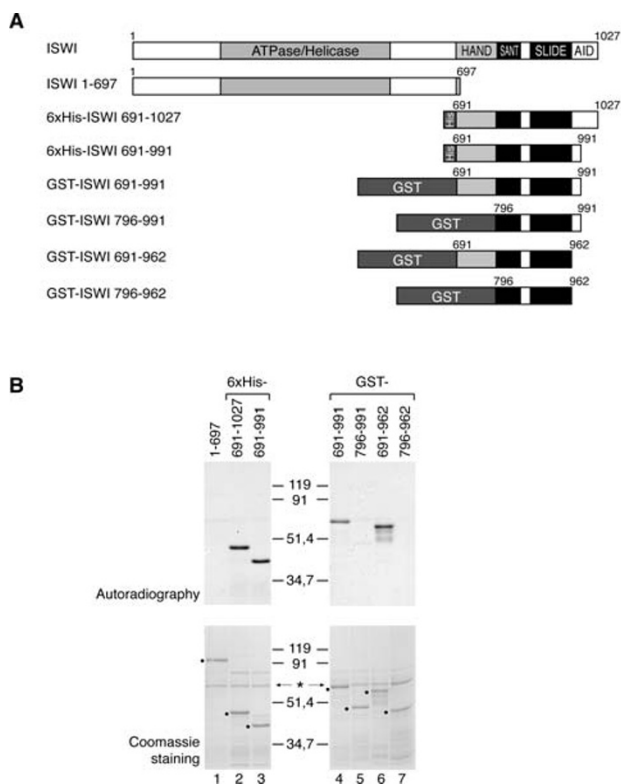 A
1
1027
ISWI
ATPase/Helicase
HAND
SANT
SLIDE
AID
1
697
ISWI 1-697
691
1027
6xHis-ISWI 691-1027
His
691
991
6xHis-ISWI 691-991
His
691
991
GST-ISWI 691-991
GST
796
991
GST-ISWI 796-991
GST
691
962
GST-ISWI 691-962
GST
796
962
GST-ISWI 796-962
GST
B
6xHis-
GST-
1-697
691-1027
691-991
691-991
796-991
691-962
796-962
119
91
51,4
34,7
Autoradiography
119
91
51,4
34,7
Coomassie
staining
1 2 3 4 5 6 7